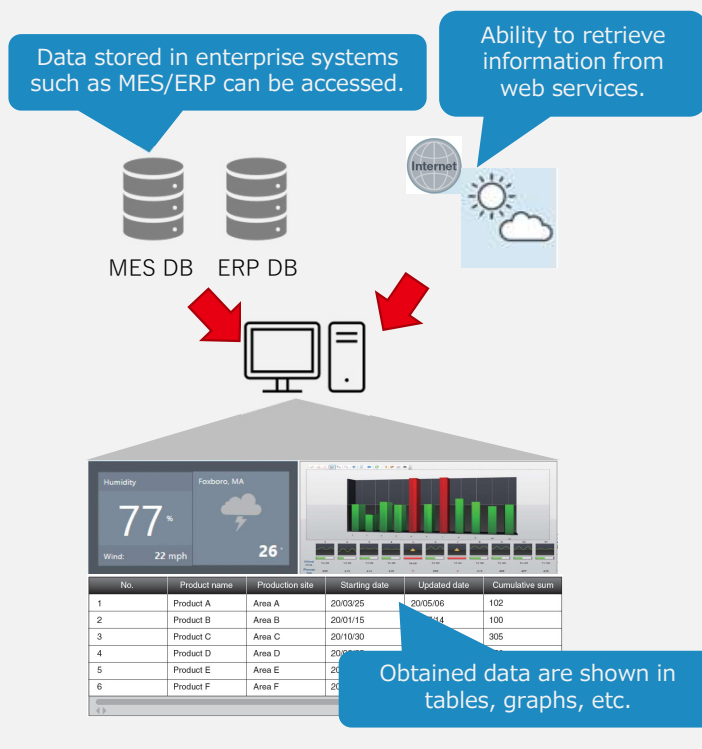 Data stored in enterprise systems
such as MES/ERP can be accessed.
Ability to retrieve
information from
web services.
Internet
MES DB ERP DB
Humidity
Foxboro, MA
77 %
Wind: 22 mph
26
No. Product name Production site Starting date Updated date Cumulative sum
1 Product A Area A 20/03/25 20/05/06 102
2 Product B Area B 20/01/15 100
3 Product C Area C 20/10/30 305
4 Product D Area D
5 Product E Area E
6 Product F Area F
Obtained data are shown in
tables, graphs, etc.